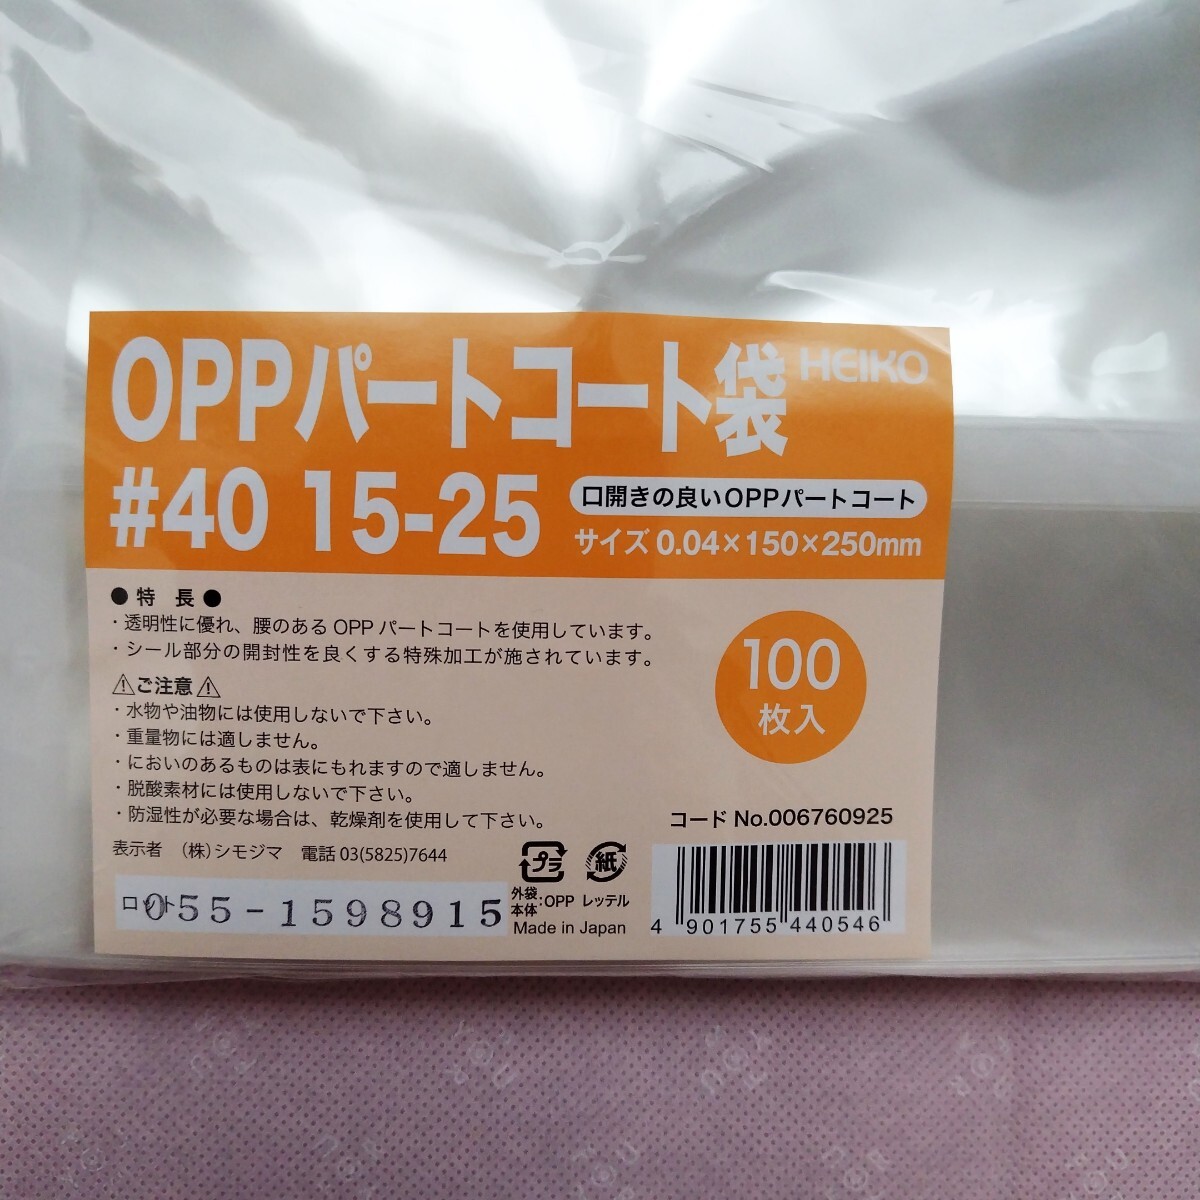 OPPパートコート袋 HEIKO
#40 15-25
口開きの良いOPPパートコート
サイズ 0.04×150×250mm
●特 長●
・透明性に優れ、腰のある OPP パートコートを使用しています。
・シール部分の開封性を良くする特殊加工が施されています。
100
枚入
⚠ご注意⚠
・水物や油物には使用しないで下さい。
・重量物には適しません。
・においのあるものは表にもれますので適しません。
・脱酸素材には使用しないで下さい。
・防湿性が必要な場合は、乾燥剤を使用して下さい。
コード No.006760925
表示者 （株）シモジマ 電話 03(5825)7644
プラ 紙
外袋
本体
:OPP レッテル
Made in Japan
ロット
055-1598915
4 901755 440546